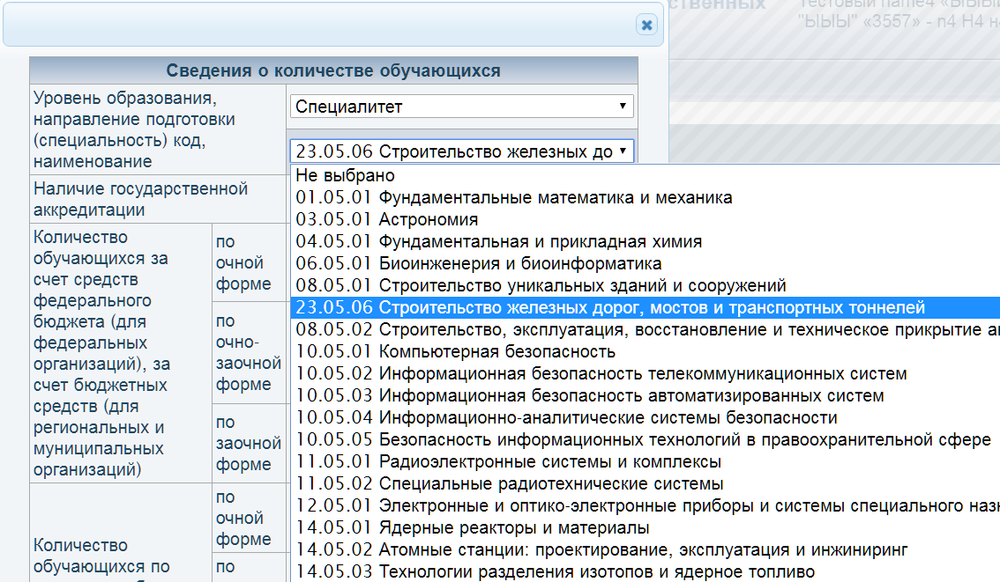 ственных
Тестовый name4 «ЫЫЫЙ
"ЫЫЫ" «3557» - n4 Н4 н
Сведения о количестве обучающихся
Уровень образования,
направление подготовки
(специальность) код,
наименование
Специалитет
23.05.06 Строительство железных до
Наличие государственной
аккредитации
Количество
обучающихся за
счет средств
федерального
бюджета (для
федеральных
организаций), за
счет бюджетных
средств (для
региональных и
муниципальных
организаций)
по
очной
форме
по
очно-
заочной
форме
по
заочной
форме
Количество
обучающихся по
по
очной
форме
по
Не выбрано
01.05.01 Фундаментальные математика и механика
03.05.01 Астрономия
04.05.01 Фундаментальная и прикладная химия
06.05.01 Биоинженерия и биоинформатика
08.05.01 Строительство уникальных зданий и сооружений
23.05.06 Строительство железных дорог, мостов и транспортных тоннелей
08.05.02 Строительство, эксплуатация, восстановление и техническое прикрытие а
10.05.01 Компьютерная безопасность
10.05.02 Информационная безопасность телекоммуникационных систем
10.05.03 Информационная безопасность автоматизированных систем
10.05.04 Информационно-аналитические системы безопасности
10.05.05 Безопасность информационных технологий в правоохранительной сфере
11.05.01 Радиоэлектронные системы и комплексы
11.05.02 Специальные радиотехнические системы
12.05.01 Электронные и оптико-электронные приборы и системы специального наз
14.05.01 Ядерные реакторы и материалы
14.05.02 Атомные станции: проектирование, эксплуатация и инжиниринг
14.05.03 Технологии разделения изотопов и ядерное топливо